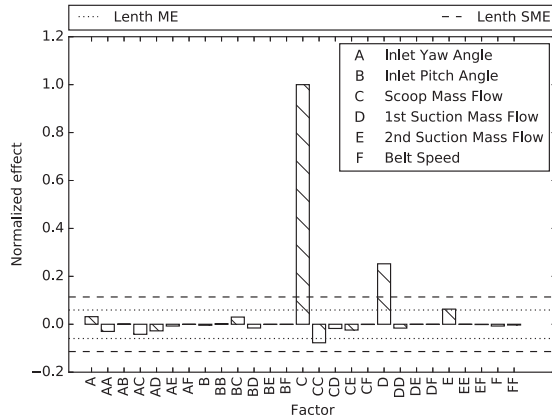 Lenth ME
Lenth SME
1.2
1.0
0.8
0.6
0.4
0.2
0.0
−0.2
Normalized effect
A Inlet Yaw Angle
B Inlet Pitch Angle
C Scoop Mass Flow
D 1st Suction Mass Flow
E 2nd Suction Mass Flow
F Belt Speed
A
AA
AB
AC
AD
AE
AF
B
BB
BC
BD
BE
BF
C
CC
CD
CE
CF
D
DD
DE
DF
E
EE
EF
F
FF
Factor